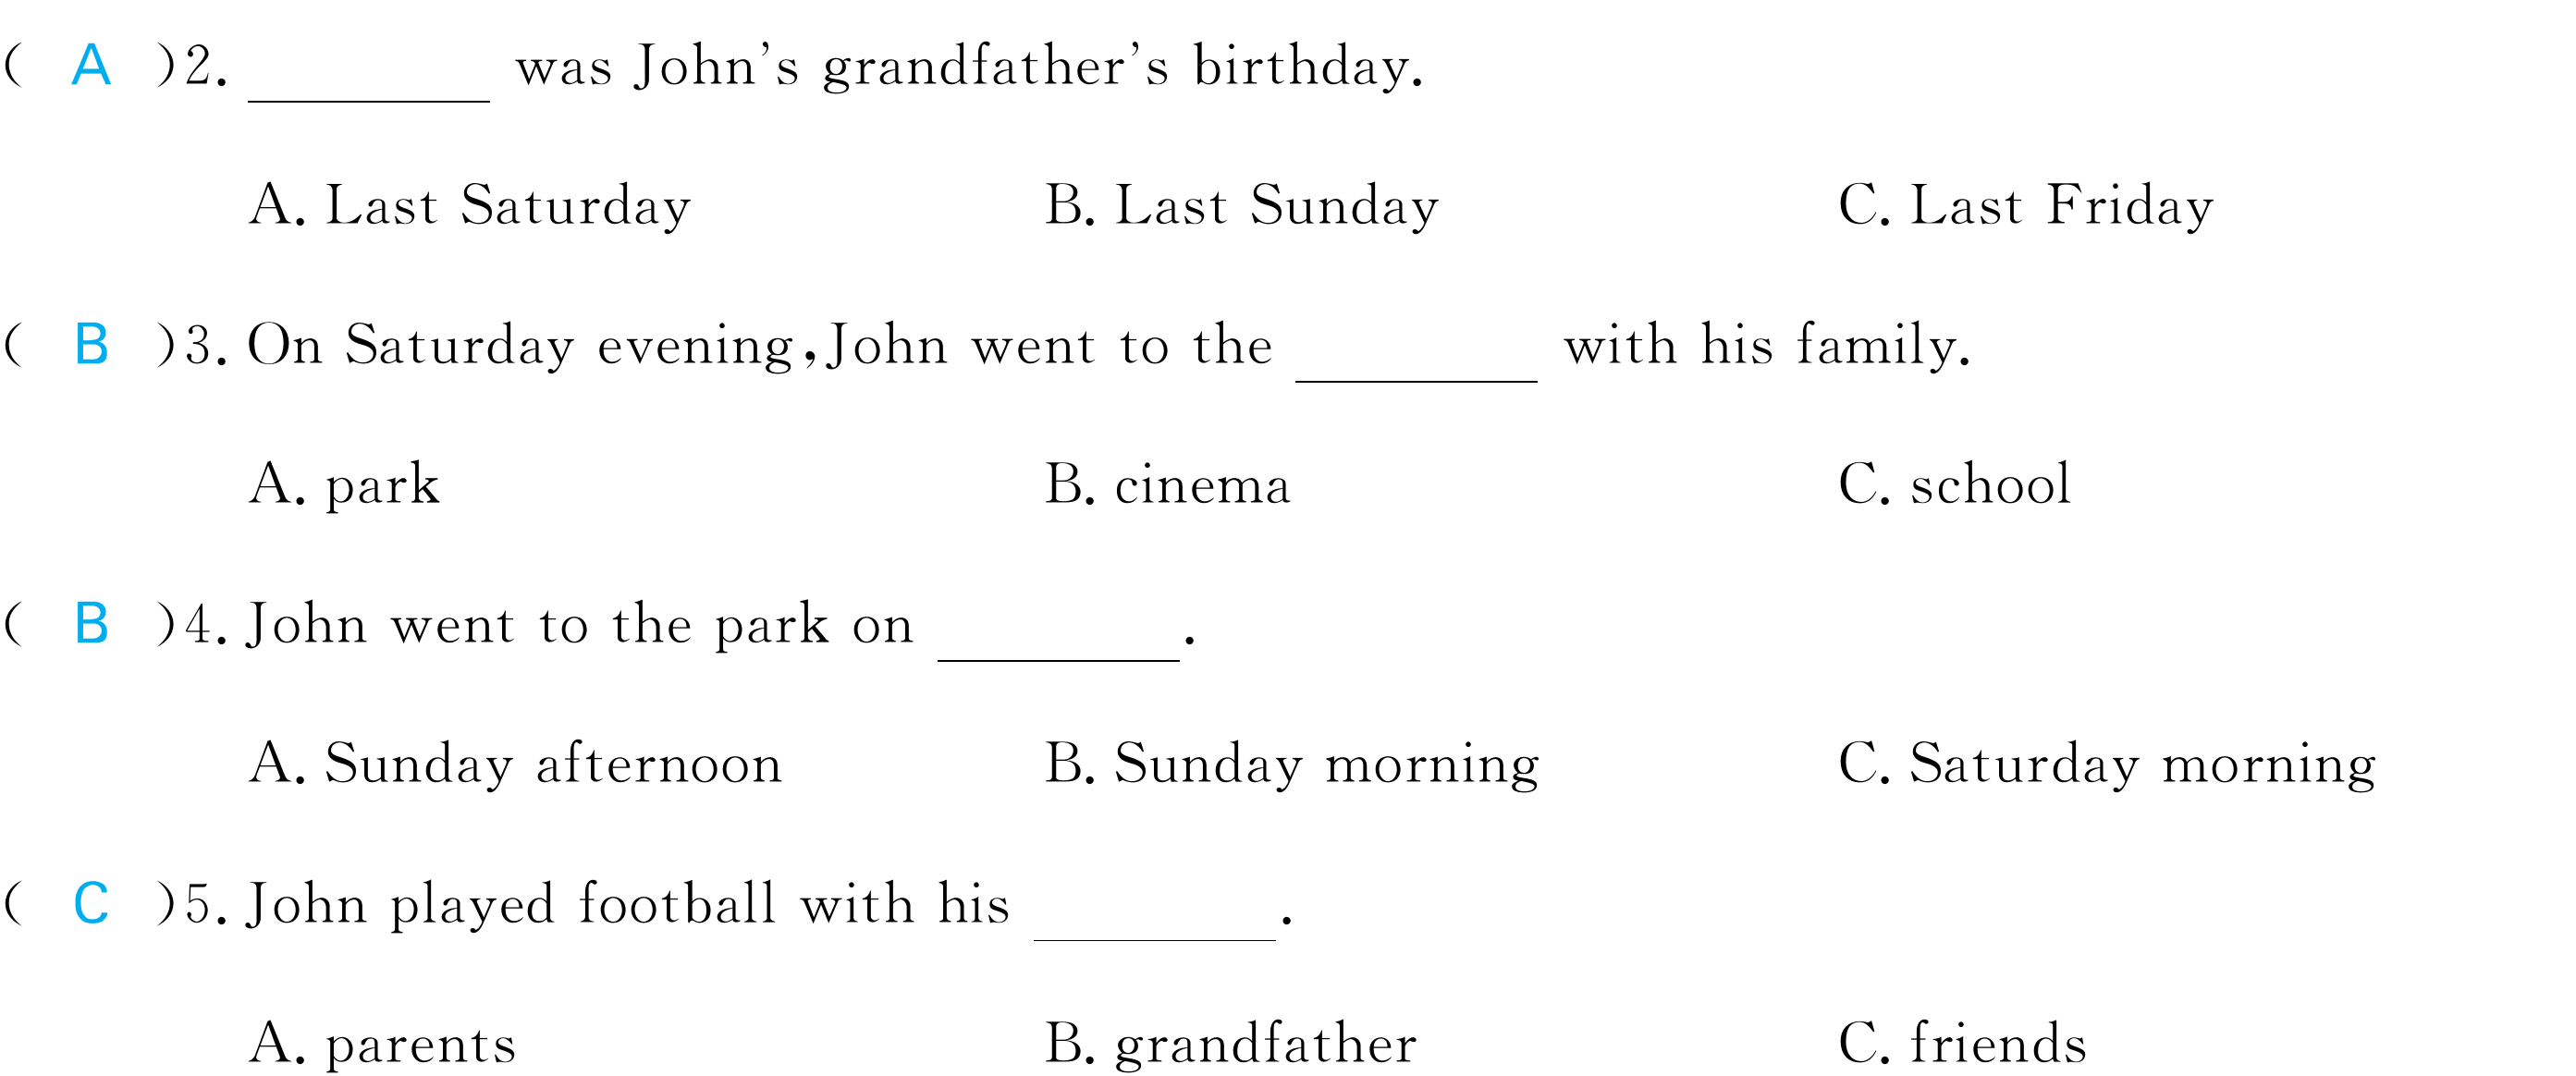 ( A )2. ________ was John's grandfather's birthday.
A. Last Saturday B. Last Sunday C. Last Friday
( B )3. On Saturday evening,John went to the ________ with his family.
A. park B. cinema C. school
( B )4. John went to the park on ________.
A. Sunday afternoon B. Sunday morning C. Saturday morning
( C )5. John played football with his ________.
A. parents B. grandfather C. friends